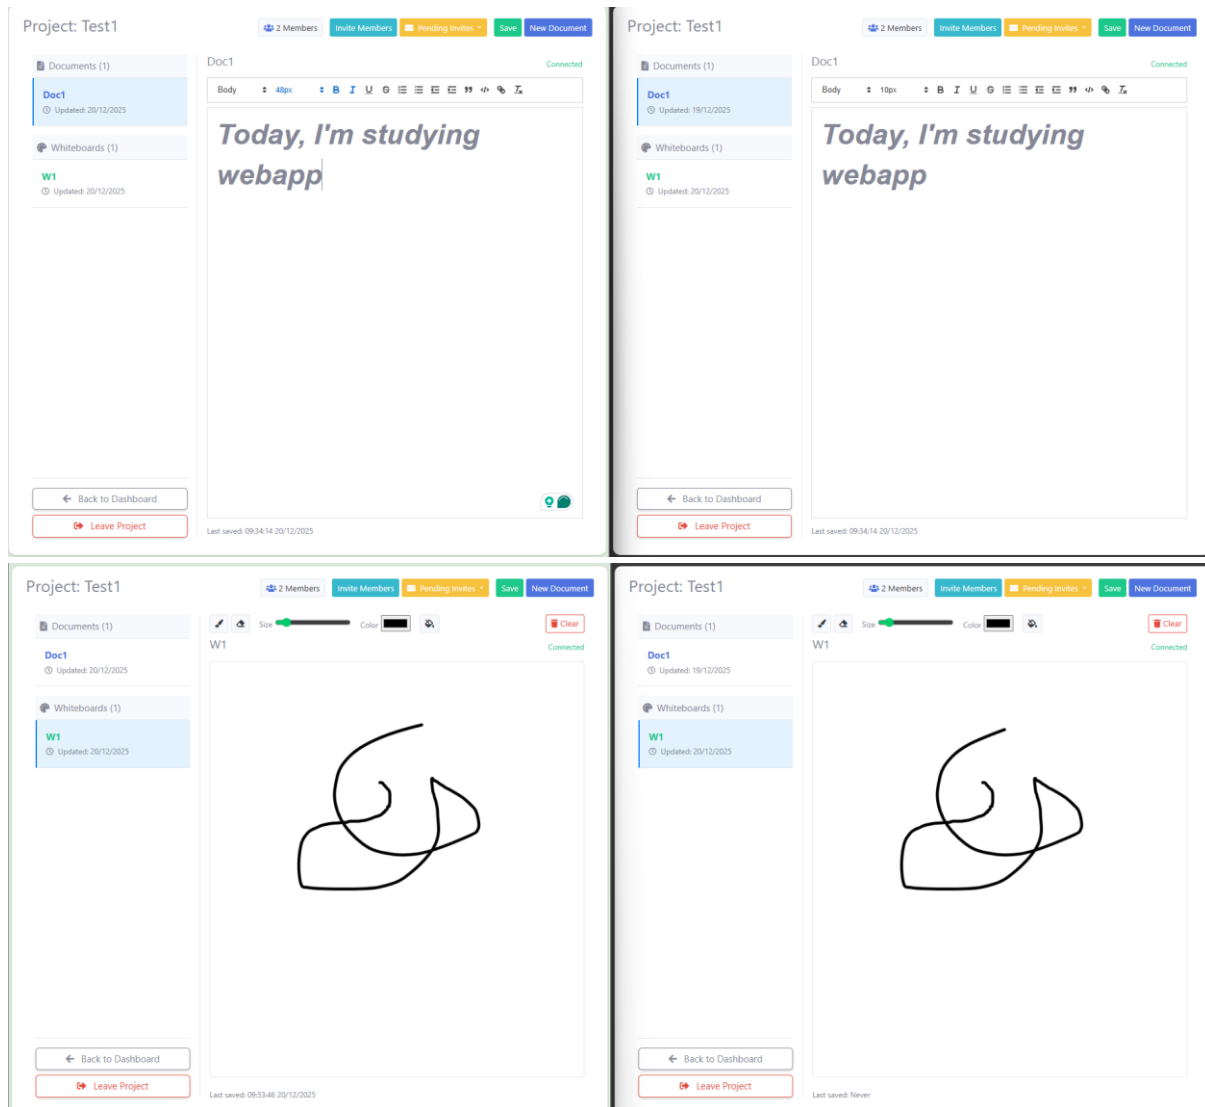 Project: Test1
2 Members
Invite Members
Pending Invites
Save
New Document
Documents (1)
Doc1
Updated: 20/12/2025
Whiteboards (1)
W1
Updated: 20/12/2025
Back to Dashboard
Leave Project
Doc1
Connected
Body
48px
B I U S
Today, I'm studying
webapp
Last saved: 09:34:14 20/12/2025
Project: Test1
2 Members
Invite Members
Pending Invites
Save
New Document
Documents (1)
Doc1
Updated: 19/12/2025
Whiteboards (1)
W1
Updated: 20/12/2025
Back to Dashboard
Leave Project
Doc1
Connected
Body
10px
B I U S
Today, I'm studying
webapp
Last saved: 09:34:14 20/12/2025
Project: Test1
2 Members
Invite Members
Pending Invites
Save
New Document
Documents (1)
Doc1
Updated: 20/12/2025
Whiteboards (1)
W1
Updated: 20/12/2025
Back to Dashboard
Leave Project
Size
Color
Clear
W1
Connected
Last saved: 09:53:46 20/12/2025
Project: Test1
2 Members
Invite Members
Pending Invites
Save
New Document
Documents (1)
Doc1
Updated: 19/12/2025
Whiteboards (1)
W1
Updated: 20/12/2025
Back to Dashboard
Leave Project
Size
Color
Clear
W1
Connected
Last saved: Never